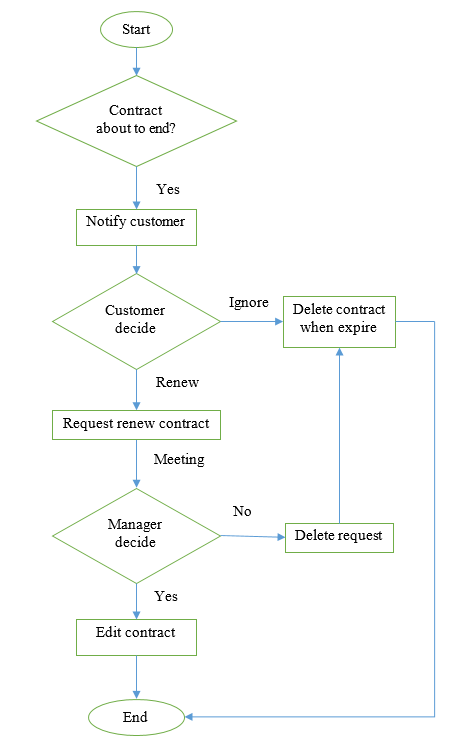 Start
Contract
about to end?
Yes
Notify customer
Customer
decide
Ignore
Delete contract
when expire
Renew
Request renew contract
Meeting
Manager
decide
No
Delete request
Yes
Edit contract
End